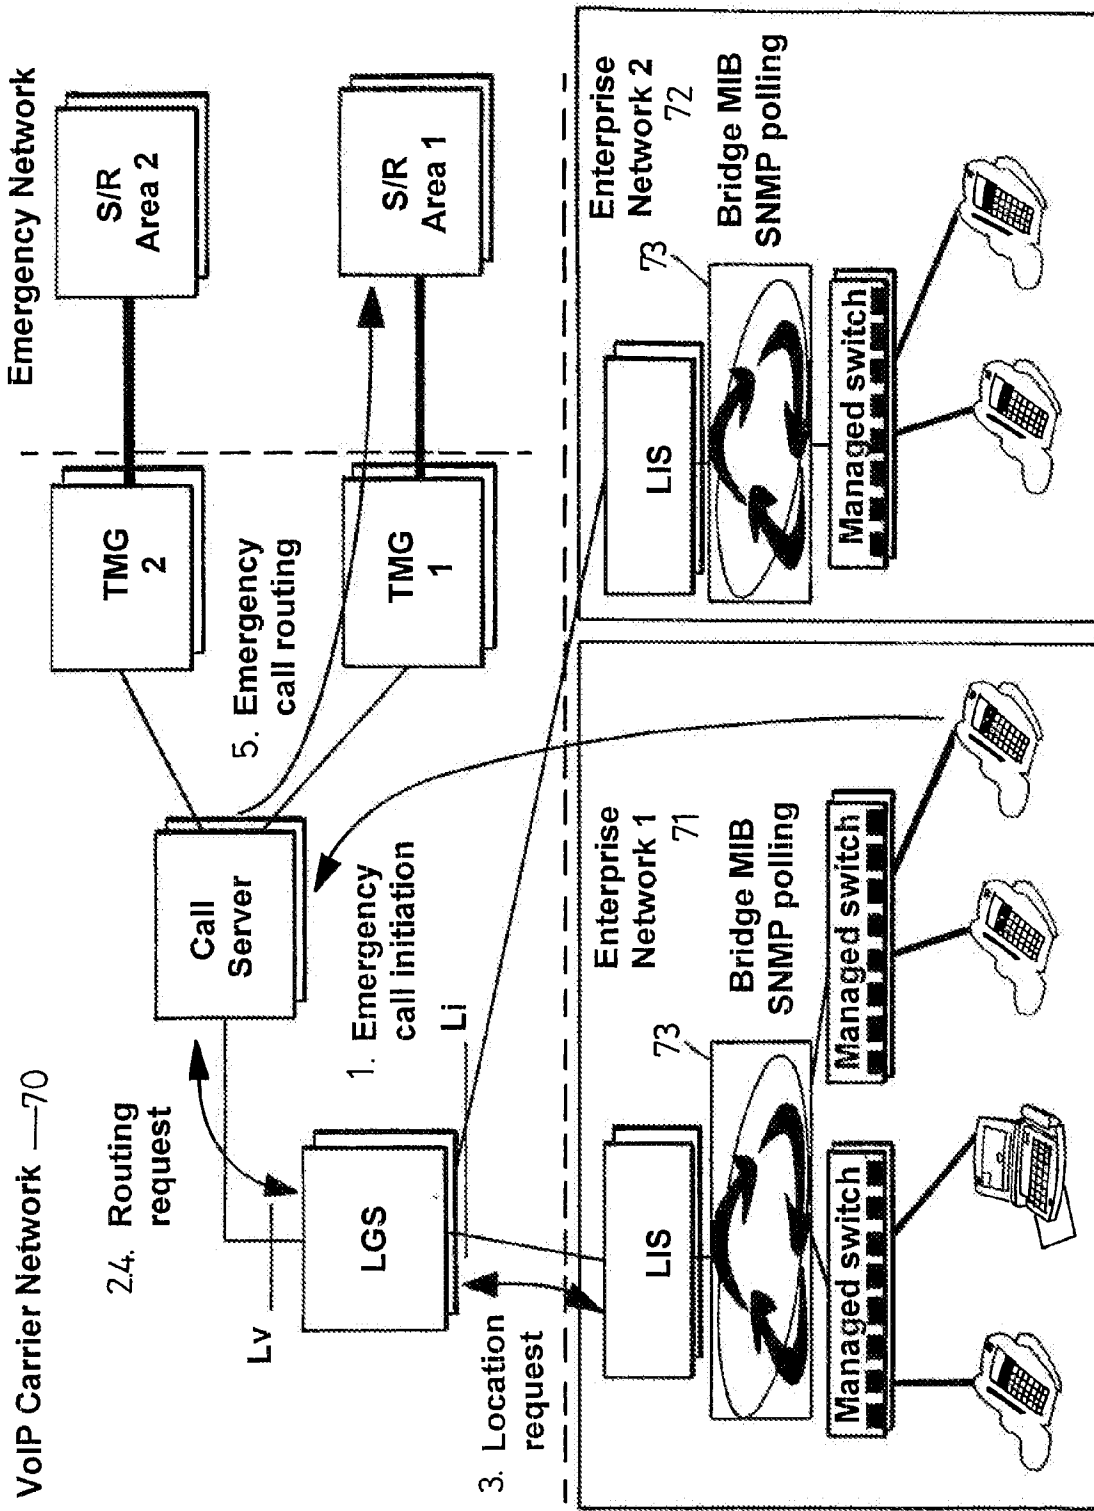 VoIP Carrier Network —70
Emergency Network
24. Routing
request
Call
Server
TMG
2
S/R
Area 2
Lv
LGS
5. Emergency
call routing
TMG
1
S/R
Area 1
1. Emergency
call initiation
Li
3. Location
request
LIS
73
Enterprise
Network 1
71
Bridge MIB
SNMP polling
Managed switch
Managed switch
LIS
73
Enterprise
Network 2
72
Bridge MIB
SNMP polling
Managed switch